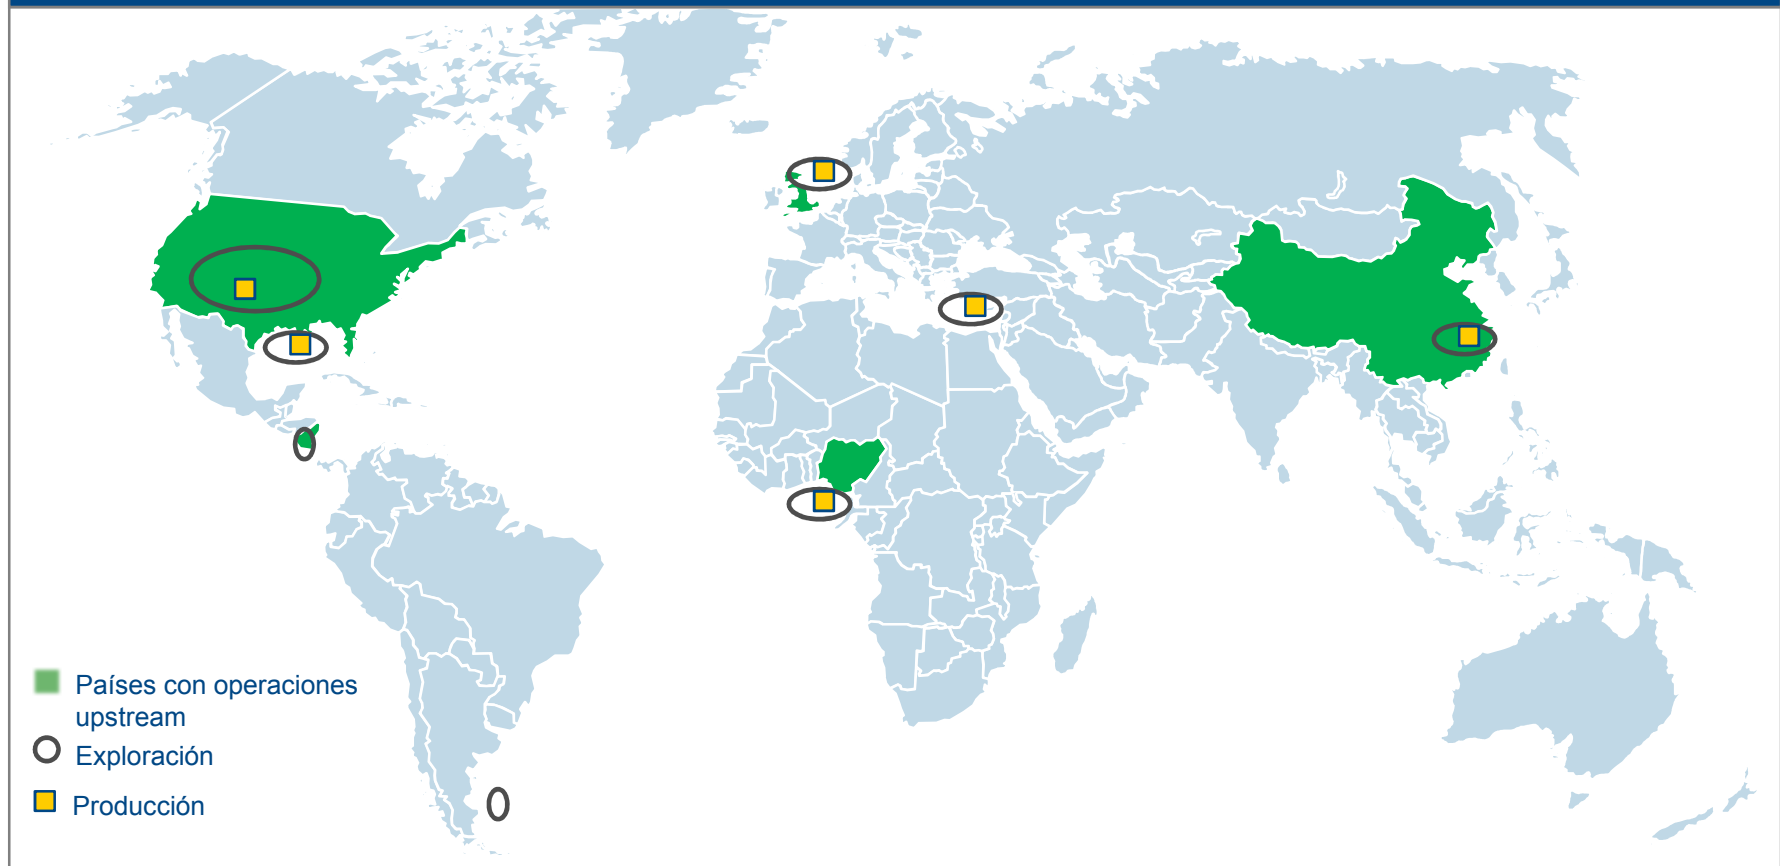 Países con operaciones
upstream
Exploración
Producción